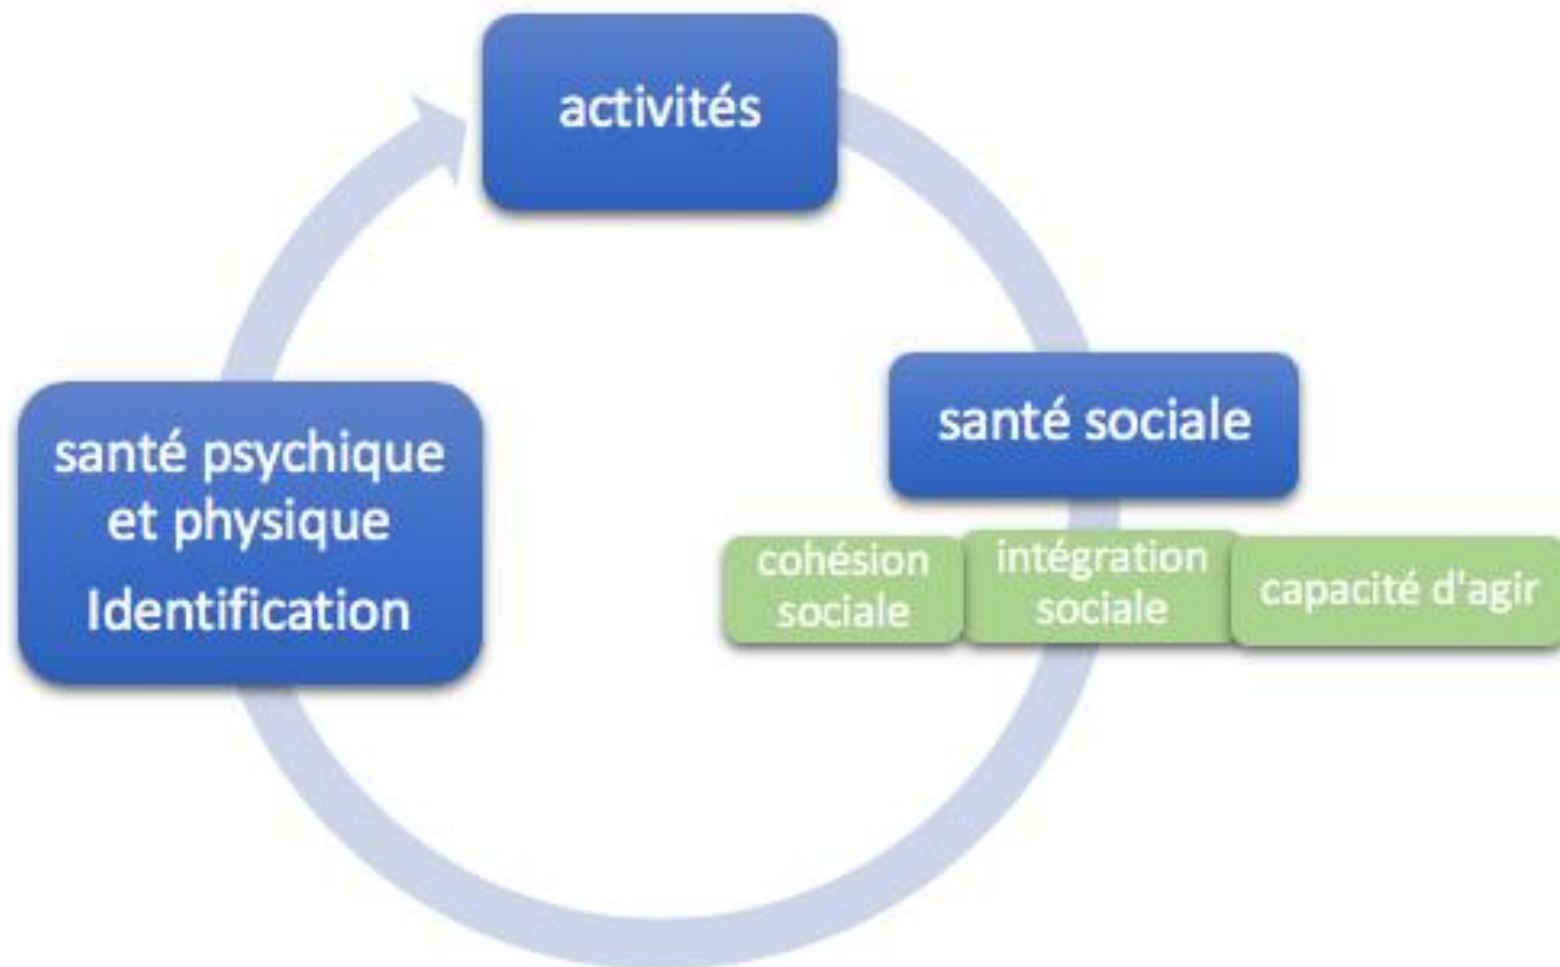 activités
santé sociale
cohésion
sociale
intégration
sociale
capacité d'agir
santé psychique
et physique
Identification